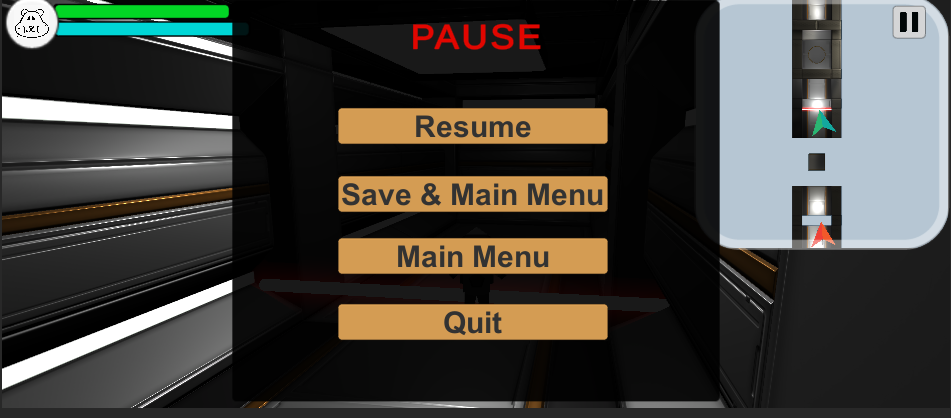 PAUSE
Resume
Save & Main Menu
Main Menu
Quit